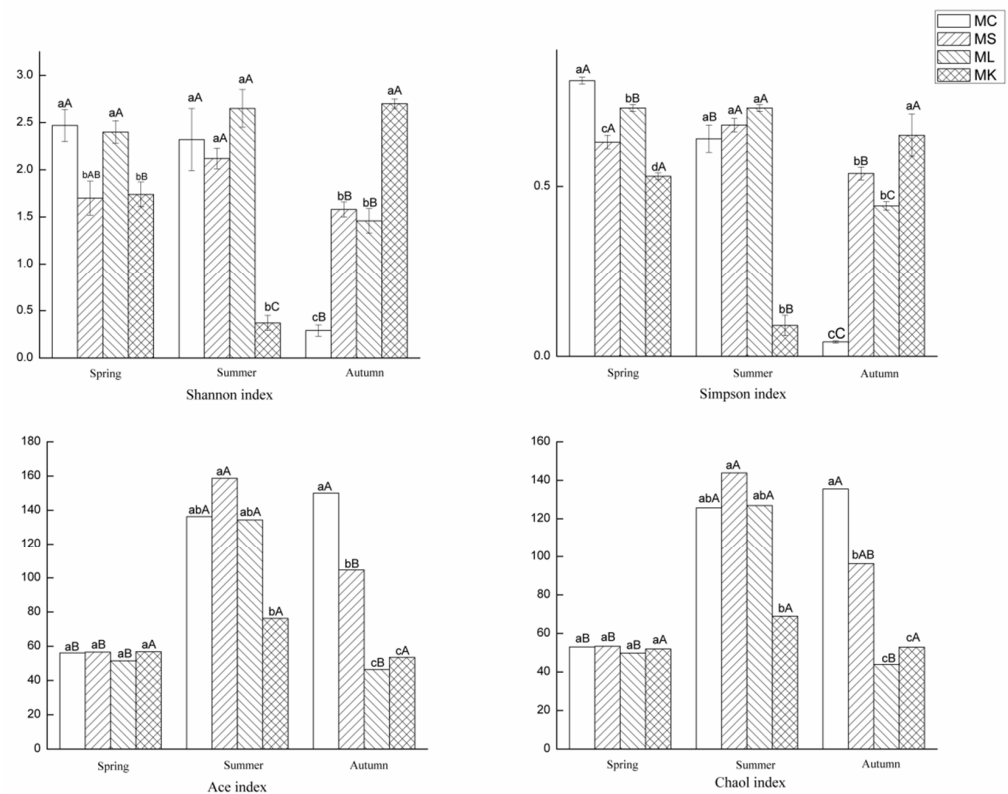 MC
MS
ML
MK
3.0
2.5
2.0
1.5
1.0
0.5
0.0
aA
bAB
aA
bB
aA
aA
aA
bC
cB
bB
bB
aA
Spring Summer Autumn
Shannon index
0.5
0.0
aA
cA
bB
dA
aB
aA
aA
bB
cC
bB
bC
aA
Spring Summer Autumn
Simpson index
180
160
140
120
100
80
60
40
20
0
aB
aB
aB
aA
abA
aA
abA
bA
aA
bB
cB
cA
Spring Summer Autumn
Ace index
160
140
120
100
80
60
40
20
0
aB
aB
aB
aA
abA
aA
abA
bA
aA
bAB
cB
cA
Spring Summer Autumn
Chaol index